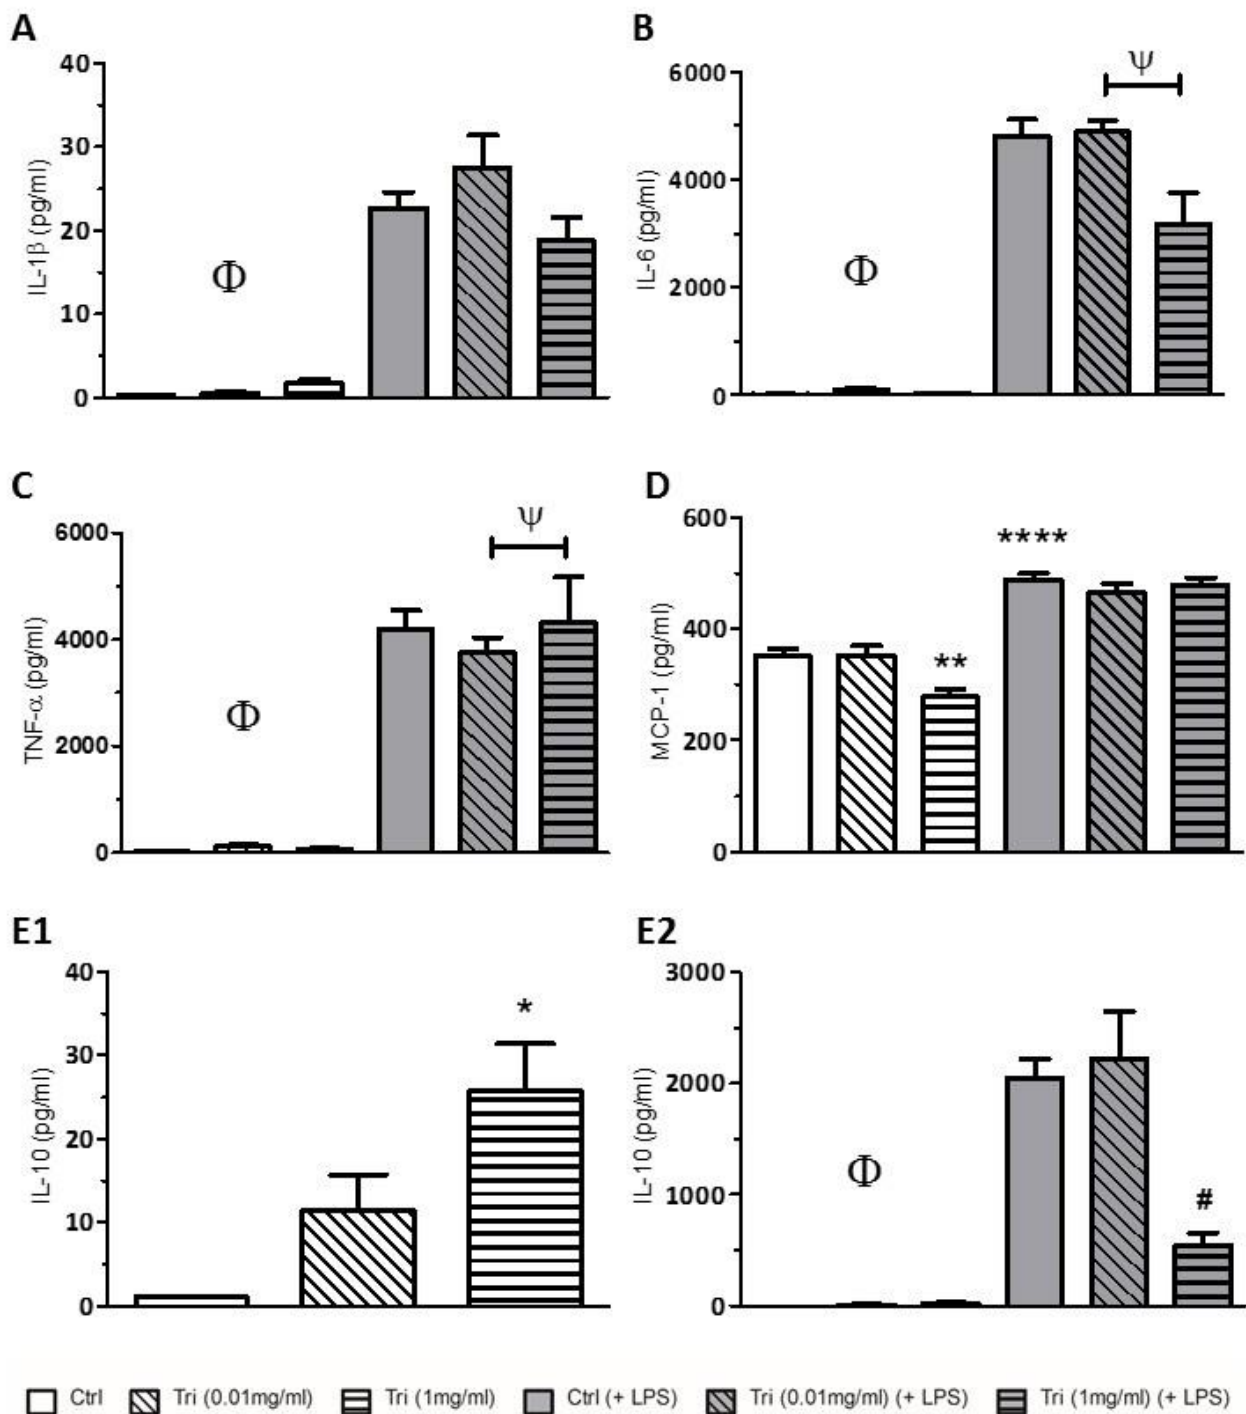 A
IL-1β (pg/ml)
40
30
20
10
0
Φ
B
IL-6 (pg/ml)
6000
4000
2000
0
Φ
ψ
C
TNF-α (pg/ml)
6000
4000
2000
0
Φ
ψ
D
MCP-1 (pg/ml)
600
400
200
0
**
****
E1
IL-10 (pg/ml)
40
30
20
10
0
*
E2
IL-10 (pg/ml)
3000
2000
1000
0
Φ
#
Ctrl Tri (0.01mg/ml) Tri (1mg/ml) Ctrl (+ LPS) Tri (0.01mg/ml) (+ LPS) Tri (1mg/ml) (+ LPS)